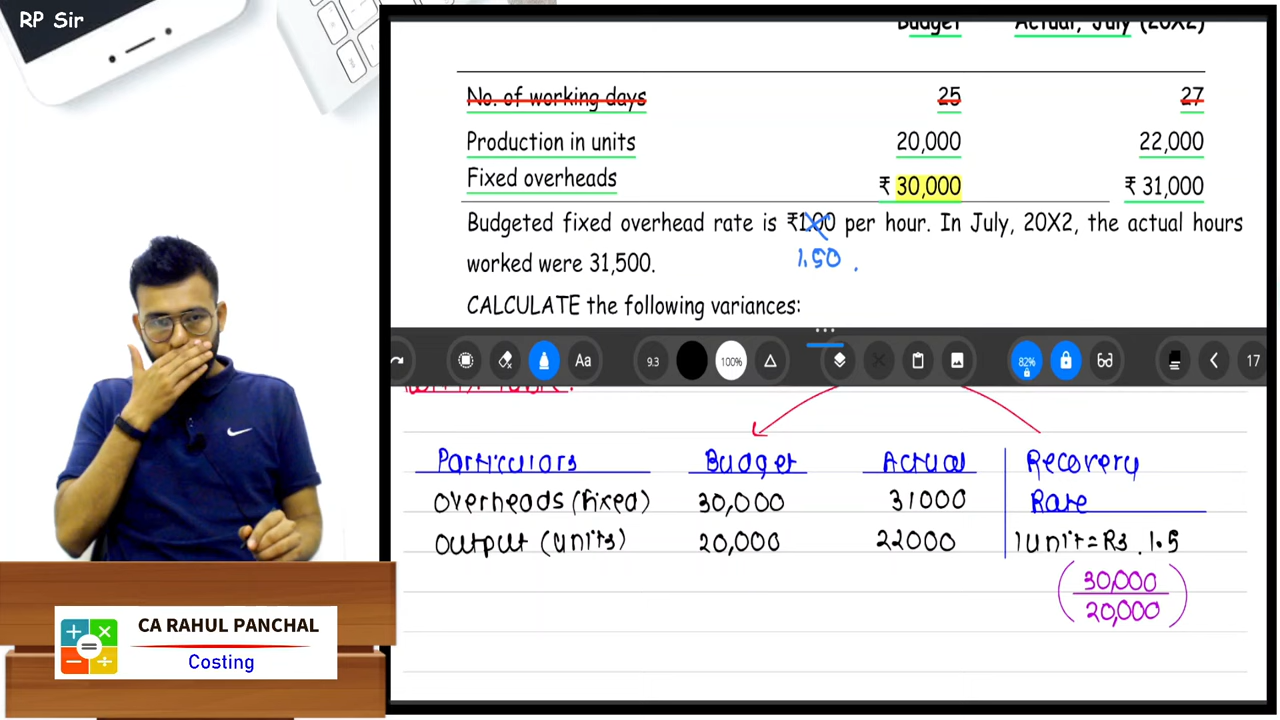 RP Sir
Budget Actual, July (20X2)
No. of working days 25 27
Production in units 20,000 22,000
Fixed overheads ₹ 30,000 ₹ 31,000
Budgeted fixed overhead rate is ₹1.00 per hour. In July, 20X2, the actual hours
1.50 .
worked were 31,500.
CALCULATE the following variances:
Aa 9.3 100% 82% 17
Particulars Budget Actual Recovery
Overheads (Fixed) 30,000 31000 Rate
Output (units) 20,000 22000 1 unit = Rs. 1.5
(30,000
20,000)
CA RAHUL PANCHAL
Costing